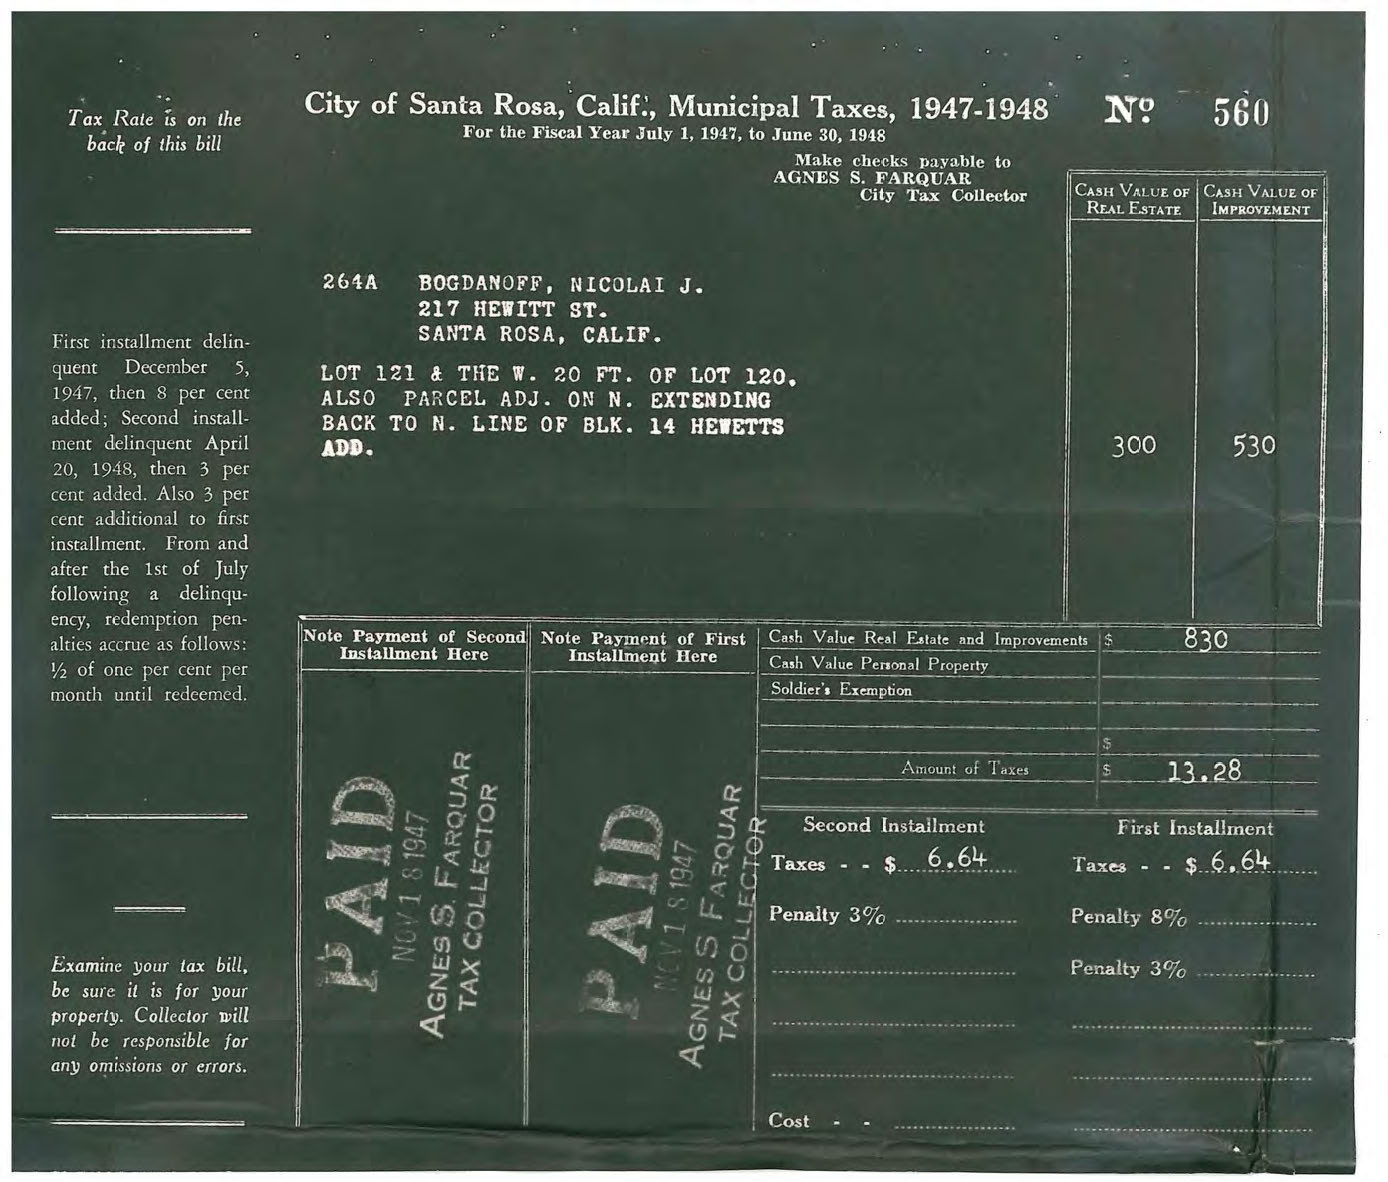 Tax Rate is on the
back of this bill
City of Santa Rosa, Calif., Municipal Taxes, 1947-1948
Nº 560
For the Fiscal Year July 1, 1947, to June 30, 1948
Make checks payable to
AGNES S. FARQUAR
City Tax Collector
CASH VALUE OF
REAL ESTATE
CASH VALUE OF
IMPROVEMENT
264A BOGDANOFF, NICOLAI J.
217 HEWITT ST.
SANTA ROSA, CALIF.
LOT 121 & THE W. 20 FT. OF LOT 120.
ALSO PARCEL ADJ. ON N. EXTENDING
BACK TO N. LINE OF BLK. 14 HEWETTS
ADD.
300 530
First installment delin-
quent December 5,
1947, then 8 per cent
added; Second install-
ment delinquent April
20, 1948, then 3 per
cent added. Also 3 per
cent additional to first
installment. From and
after the 1st of July
following a delinqu-
ency, redemption pen-
alties accrue as follows:
½ of one per cent per
month until redeemed.
Examine your tax bill,
be sure it is for your
property. Collector will
not be responsible for
any omissions or errors.
Note Payment of Second
Installment Here
Note Payment of First
Installment Here
PAID
NOV 18 1947
AGNES S. FARQUAR
TAX COLLECTOR
PAID
NOV 18 1947
AGNES S FARQUAR
TAX COLLECTOR
Cash Value Real Estate and Improvements $ 830
Cash Value Personal Property
Soldier's Exemption
$
Amount of Taxes $ 13.28
Second Installment
Taxes - - $ 6.64
Penalty 3%
Cost - -
First Installment
Taxes - - $ 6.64
Penalty 8%
Penalty 3%